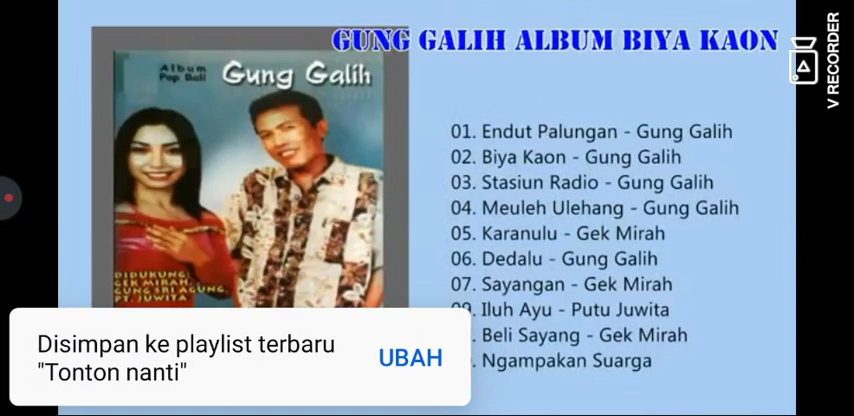 GUNG GALIH ALBUM BIYA KAON
V RECORDER
Album
Pop Bali
Gung Galih
DIDUKUNG:
GEK MIRAH,
GUNG SRI AGUNG,
PT. JUWITA
01. Endut Palungan - Gung Galih
02. Biya Kaon - Gung Galih
03. Stasiun Radio - Gung Galih
04. Meuleh Ulehang - Gung Galih
05. Karanulu - Gek Mirah
06. Dedalu - Gung Galih
07. Sayangan - Gek Mirah
Iluh Ayu - Putu Juwita
Beli Sayang - Gek Mirah
Ngampakan Suarga
Disimpan ke playlist terbaru
"Tonton nanti"
UBAH